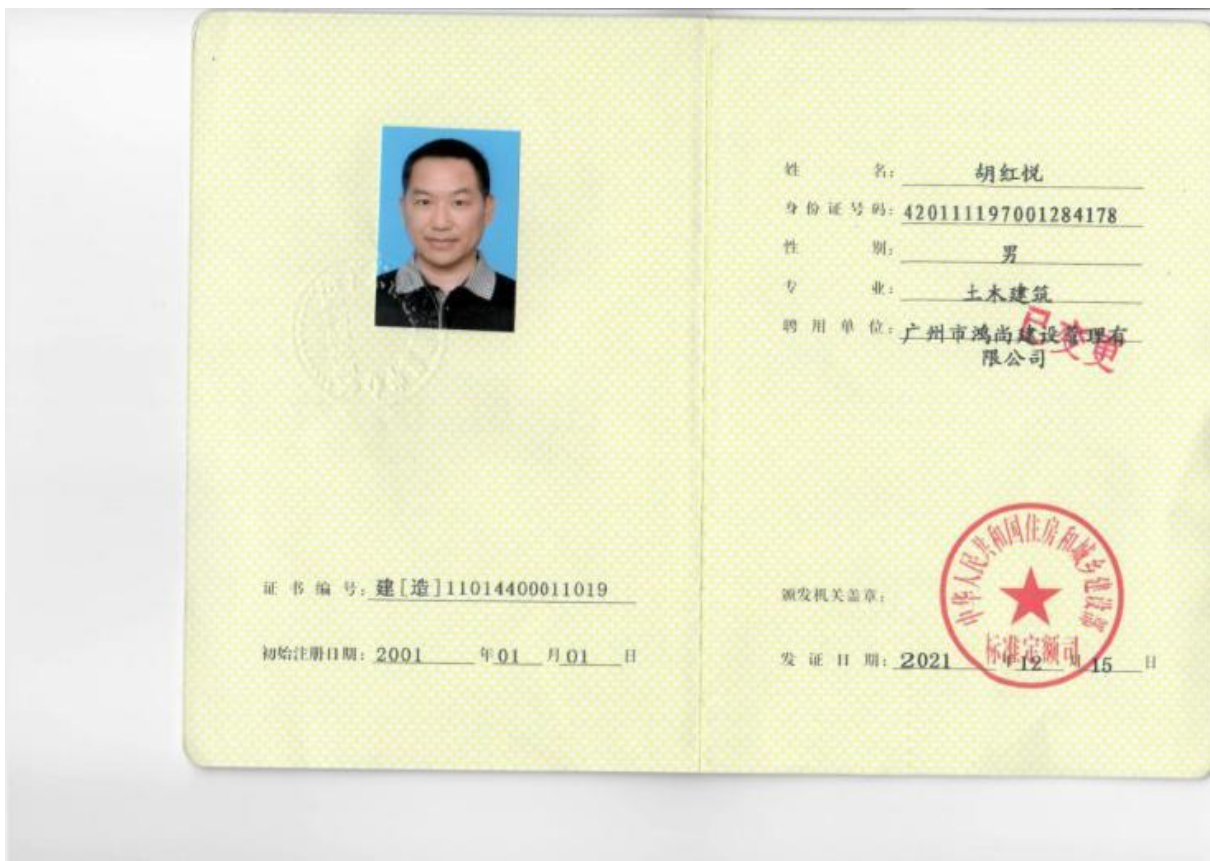 姓 名: 胡红悦
身份证号码: 420111197001284178
性 别: 男
专 业: 土木建筑
聘用单位: 广州市鸿尚建设管理有
限公司
已变更
证书编号: 建[造]11014400011019
初始注册日期: 2001 年 01 月 01 日
颁发机关盖章:
中华人民共和国住房和城乡建设部
标准定额司
发证日期: 2021 年 12 月 15 日